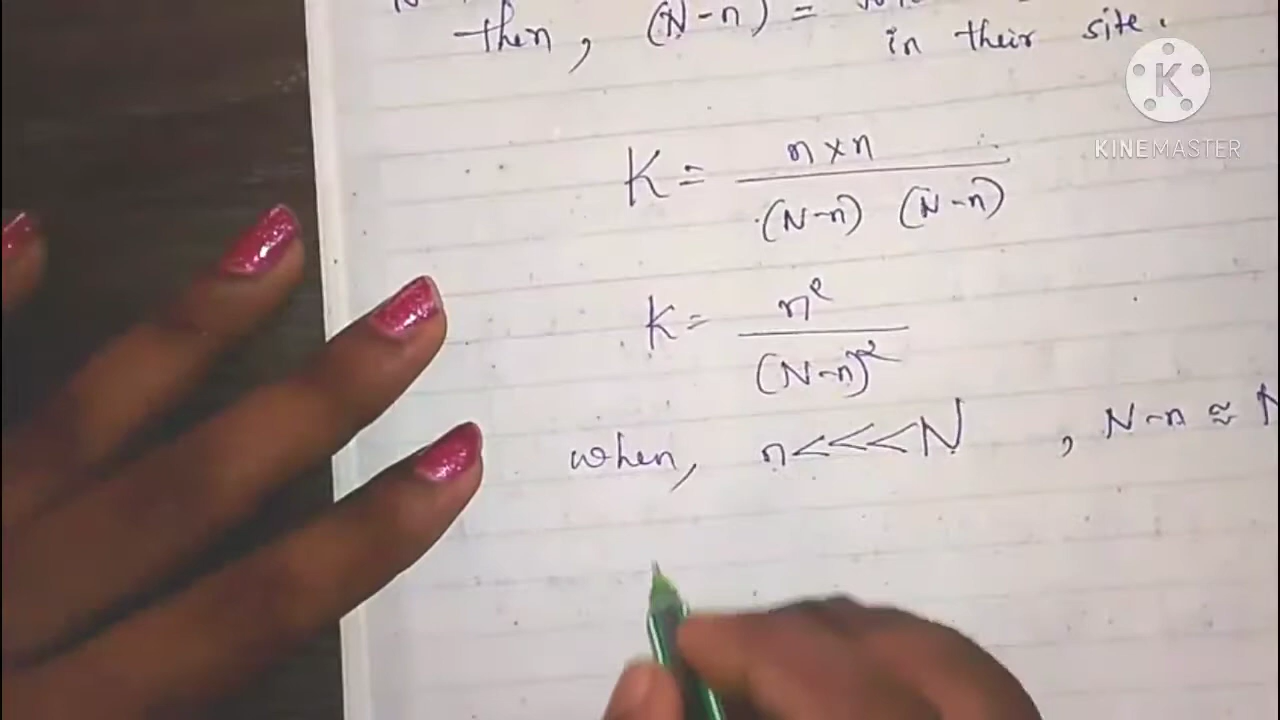 then, (N-n) =
in their site.
K
KINEMASTER
K = n×n / (N-n) (N-n)
K = n² / (N-n)²
when, n<<<N , N-n ≈ N